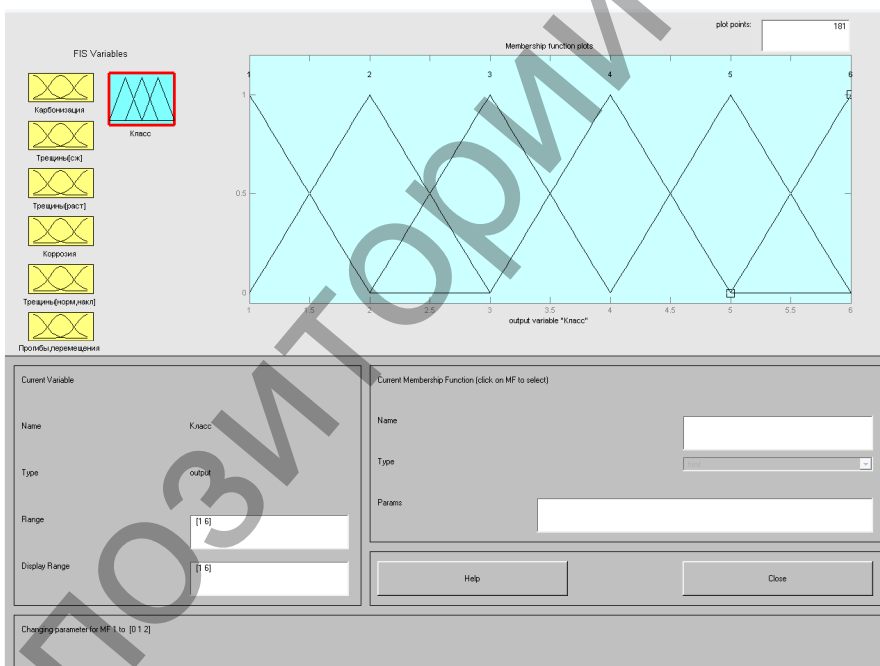 plot points:
181
FIS Variables
Membership function plots
Карбонизация
Класс
Трещины[сж]
Трещины[раст]
Коррозия
Трещины[норм,накл]
Прогибы,перемещения
1 2 3 4 5 6
1
0.5
0
1 1.5 2 2.5 3 3.5 4 4.5 5 5.5 6
output variable "Класс"
Current Variable
Name Класс
Type output
Range [1 6]
Display Range [1 6]
Current Membership Function (click on MF to select)
Name
Type
Params
Help
Close
Changing parameter for MF 1 to [0 1 2]
позитории